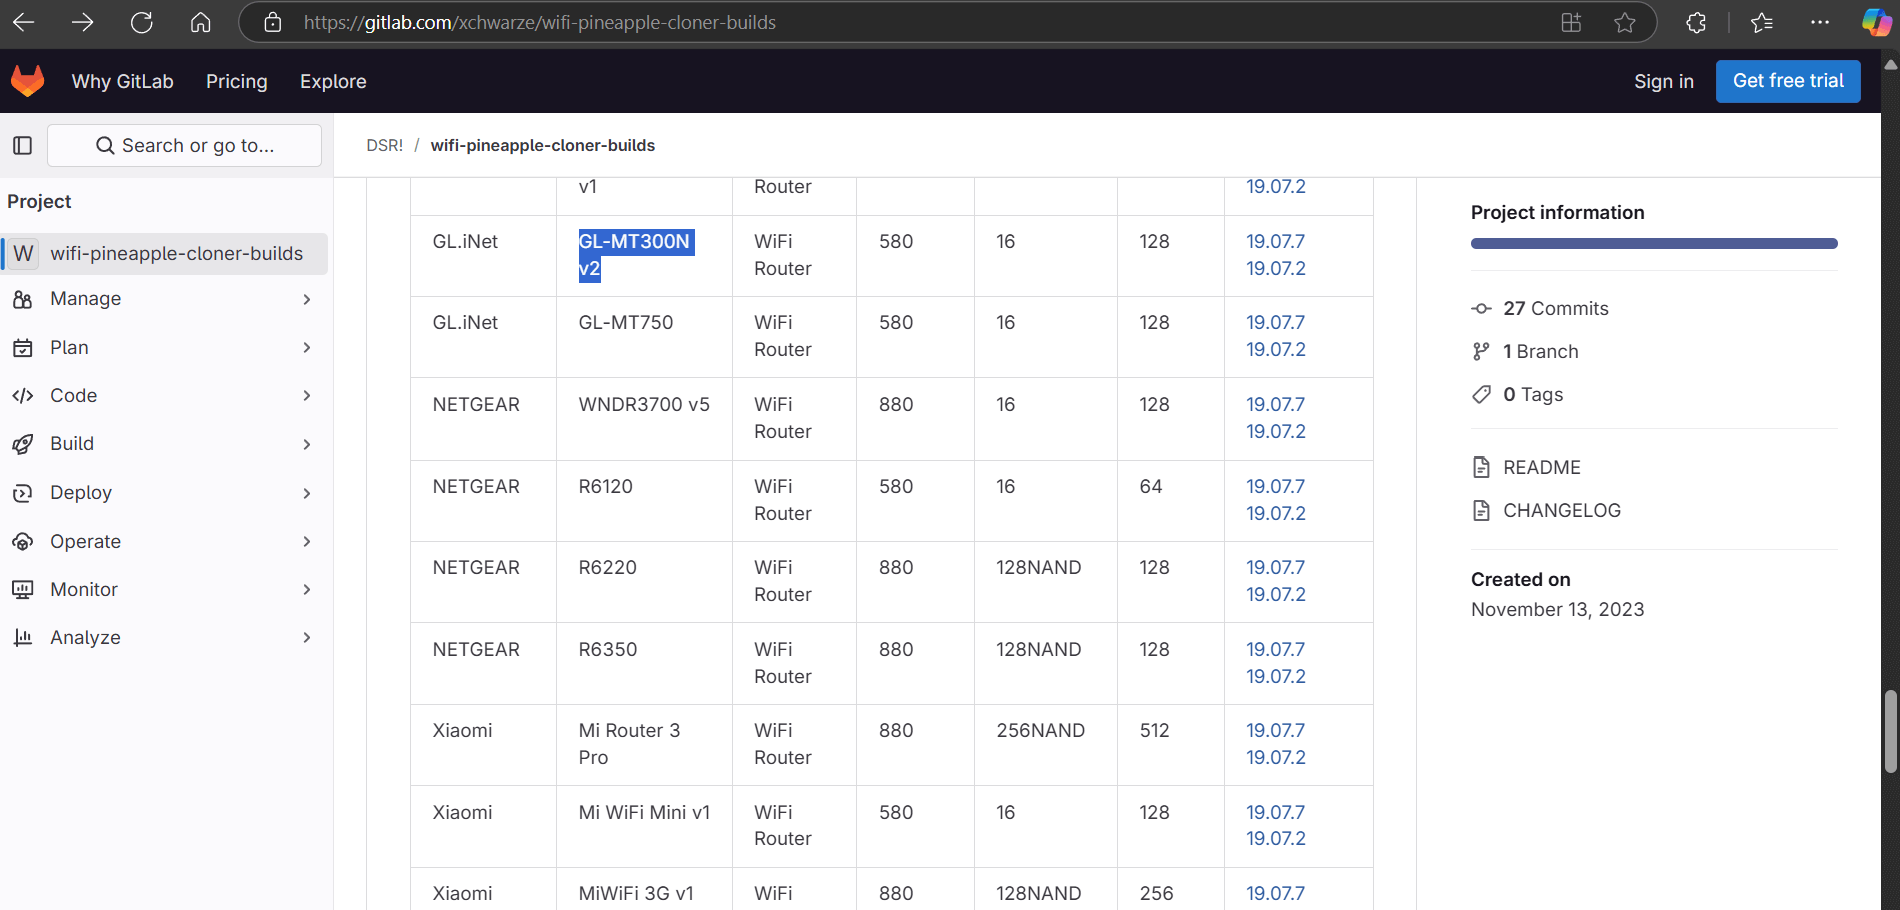 https://gitlab.com/xchwarze/wifi-pineapple-cloner-builds
Why GitLab
Pricing
Explore
Sign in
Get free trial
Search or go to...
DSR! / wifi-pineapple-cloner-builds
Project
W wifi-pineapple-cloner-builds
Manage
Plan
Code
Build
Deploy
Operate
Monitor
Analyze
v1 Router 19.07.2
GL.iNet GL-MT300N WiFi 580 16 128 19.07.7
v2 Router 19.07.2
GL.iNet GL-MT750 WiFi 580 16 128 19.07.7
Router 19.07.2
NETGEAR WNDR3700 v5 WiFi 880 16 128 19.07.7
Router 19.07.2
NETGEAR R6120 WiFi 580 16 64 19.07.7
Router 19.07.2
NETGEAR R6220 WiFi 880 128NAND 128 19.07.7
Router 19.07.2
NETGEAR R6350 WiFi 880 128NAND 128 19.07.7
Router 19.07.2
Xiaomi Mi Router 3 WiFi 880 256NAND 512 19.07.7
Pro Router 19.07.2
Xiaomi Mi WiFi Mini v1 WiFi 580 16 128 19.07.7
Router 19.07.2
Xiaomi MiWiFi 3G v1 WiFi 880 128NAND 256 19.07.7
Project information
27 Commits
1 Branch
0 Tags
README
CHANGELOG
Created on
November 13, 2023